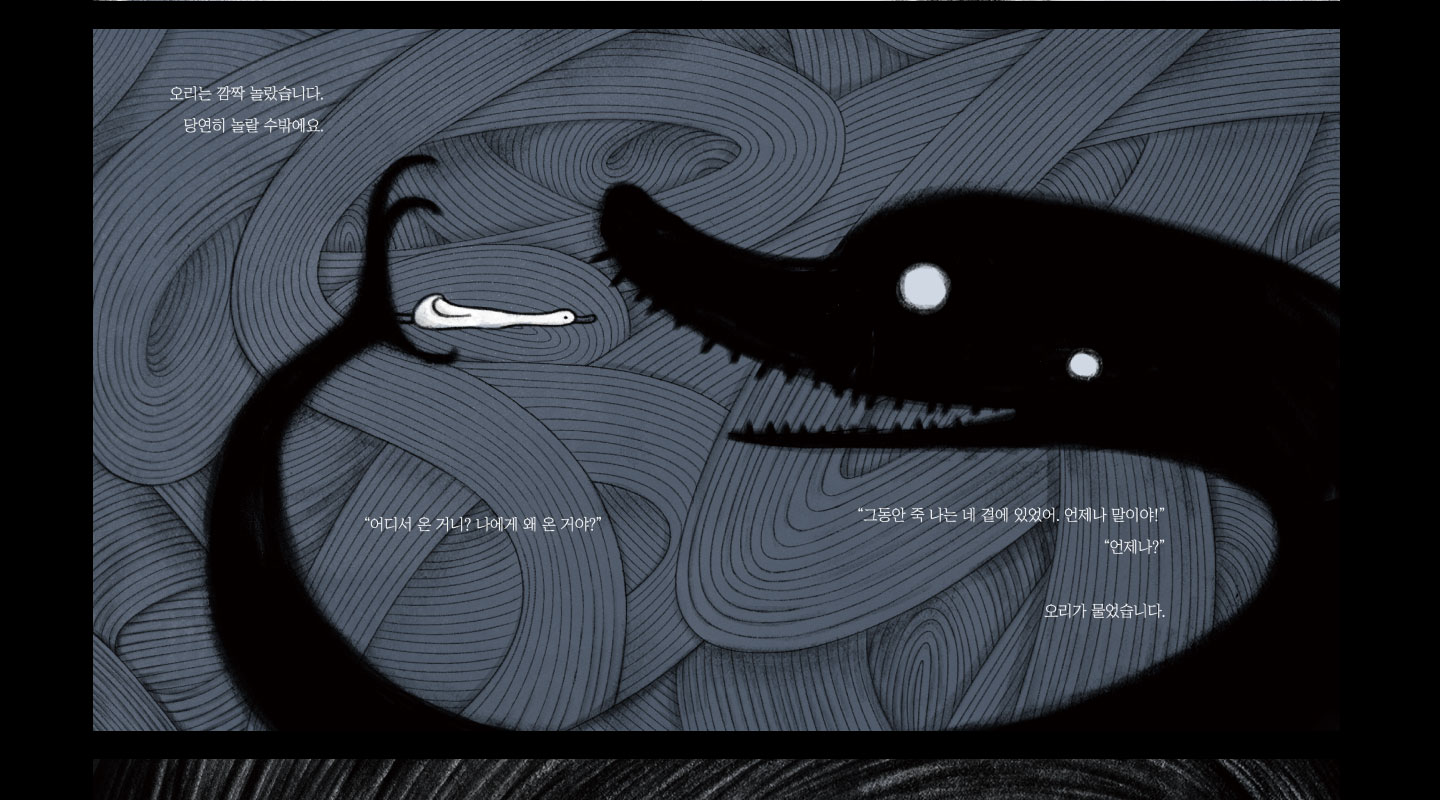 오리는 깜짝 놀랐습니다.
당연히 놀랄 수밖에요.
“어디서 온 거니? 나에게 왜 온 거야?”
“그동안 죽 나는 네 곁에 있었어. 언제나 말이야!”
“언제나?”
오리가 물었습니다.